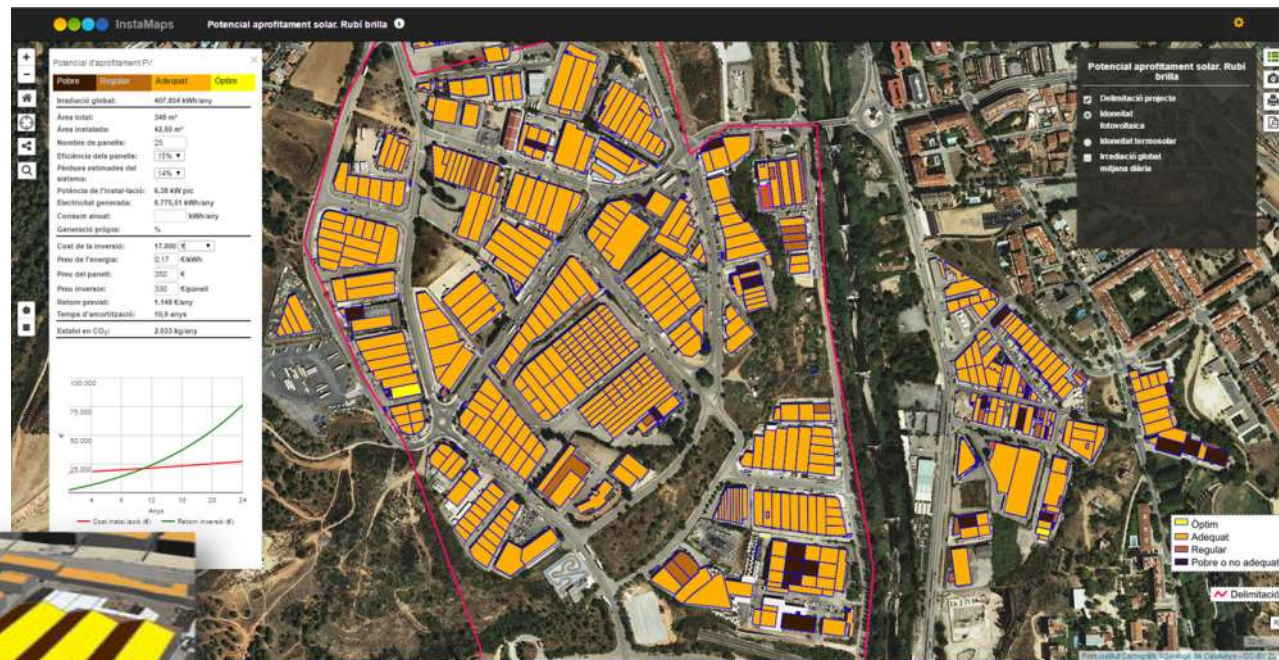 InstaMaps
Potencial aprofitament solar. Rubí brilla
Potencial d'aprofitament PV
Pobre Regular Adequat Òptim
Irradiació global: 407.854 kWh/any
Àrea total: 340 m²
Àrea instalada: 42,50 m²
Nombre de panells: 25
Eficiència dels panells: 15%
Pèrdues estimades del
sistema: 14%
Potència de l'instal·lació: 6,38 kW pic
Electricitat generada: 6.775,51 kWh/any
Consum anual: kWh/any
Generació pròpia: %
Cost de la inversió: 17.000 €
Preu de l'energia: 0,17 €/kWh
Preu del panell: 350 €
Preu inversor: 330 €/panell
Retorn previst: 1.148 €/any
Temps d'amortització: 10,9 anys
Estalvi en CO2: 2.033 kg/any
100.000
75.000
50.000
25.000
€
4 8 12 16 20 24
Anys
Cost instal·lació (€) Retorn inversió (€)
Potencial aprofitament solar. Rubí
brilla
Delimitació projecte
Idoneitat
fotovoltaica
Idoneitat termosolar
Irradiació global
mitjana diària
Òptim
Adequat
Regular
Pobre o no adequat
Delimitació